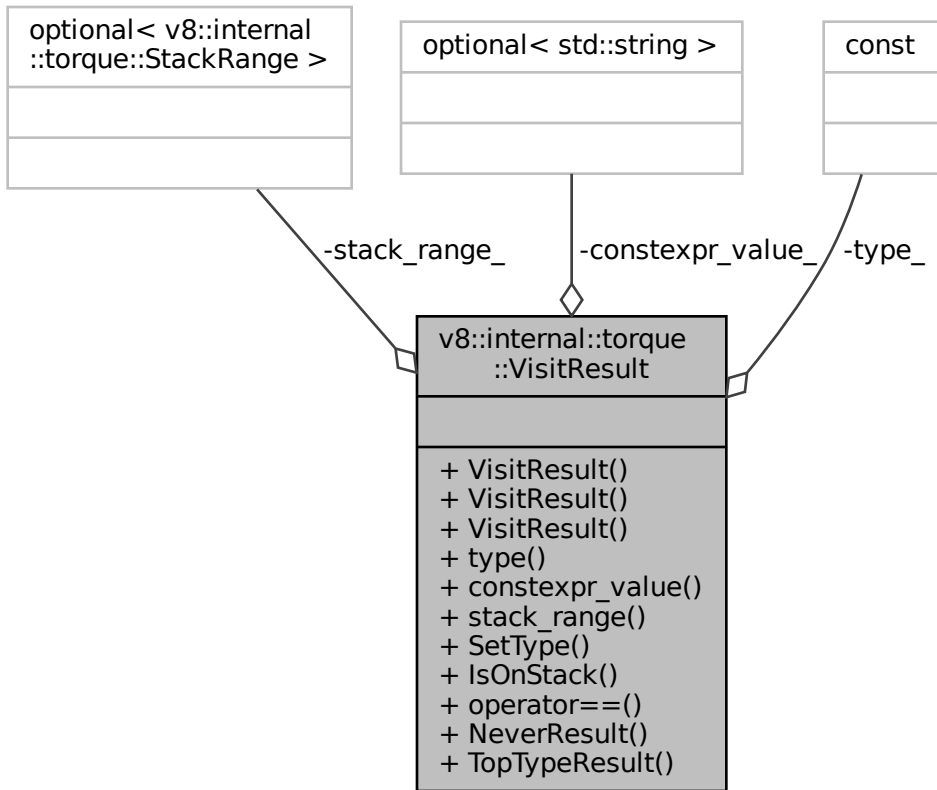 optional< v8::internal
::torque::StackRange >
optional< std::string >
const
-stack_range_
-constexpr_value_
-type_
v8::internal::torque
::VisitResult
+ VisitResult()
+ VisitResult()
+ VisitResult()
+ type()
+ constexpr_value()
+ stack_range()
+ SetType()
+ IsOnStack()
+ operator==()
+ NeverResult()
+ TopTypeResult()